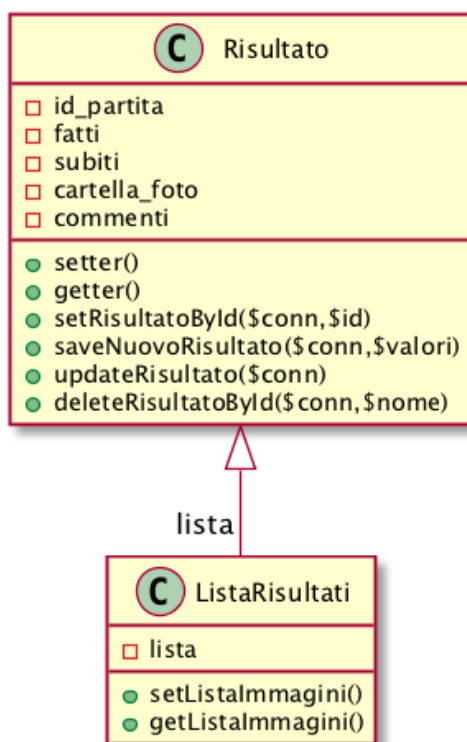 C Risultato
id_partita
fatti
subiti
cartella_foto
commenti
setter()
getter()
setRisultatoById($conn,$id)
saveNuovoRisultato($conn,$valori)
updateRisultato($conn)
deleteRisultatoById($conn,$nome)
lista
C ListaRisultati
lista
setListaImmagini()
getListaImmagini()